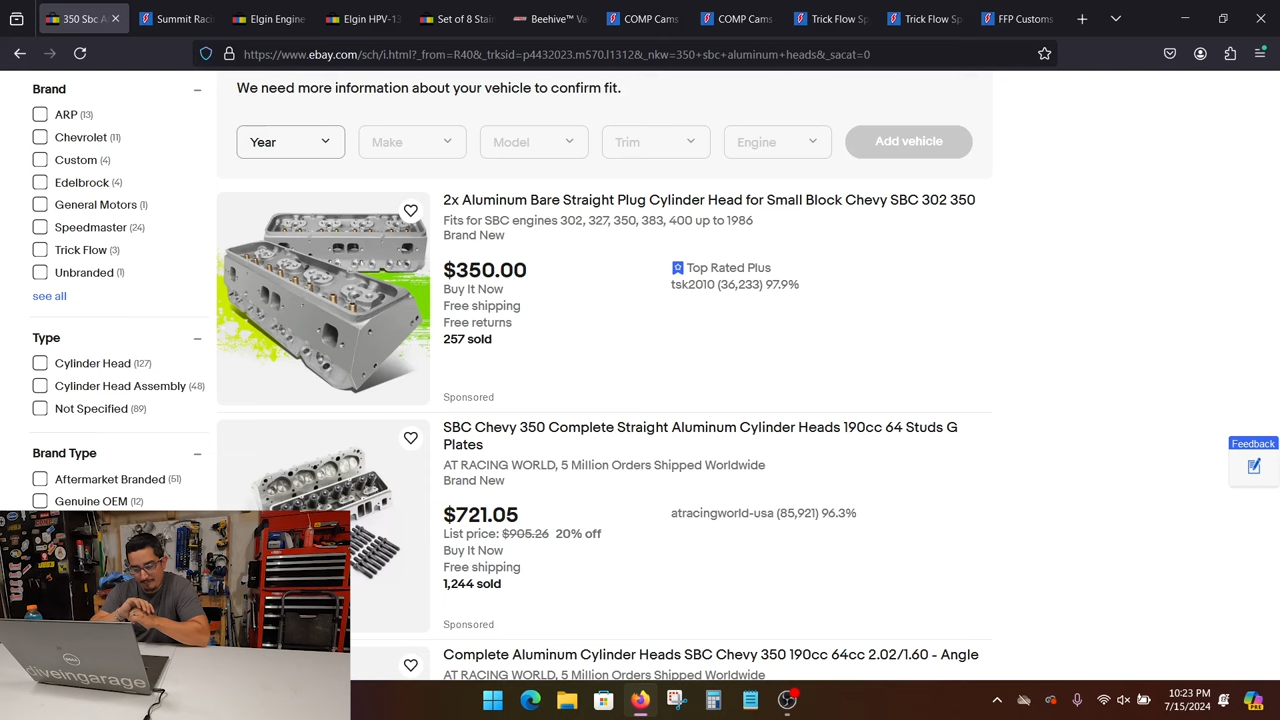 350 Sbc A
Summit Raci
Elgin Engine
Elgin HPV-13
Set of 8 Stain
Beehive™ Va
COMP Cams
COMP Cams
Trick Flow Sp
Trick Flow Sp
FFP Customs
https://www.ebay.com/sch/i.html?_from=R40&_trksid=p4432023.m570.l1312&_nkw=350+sbc+aluminum+heads&_sacat=0
Brand
ARP (13)
Chevrolet (11)
Custom (4)
Edelbrock (4)
General Motors (1)
Speedmaster (24)
Trick Flow (3)
Unbranded (1)
see all
Type
Cylinder Head (127)
Cylinder Head Assembly (48)
Not Specified (89)
Brand Type
Aftermarket Branded (51)
Genuine OEM (12)
We need more information about your vehicle to confirm fit.
Year
Make
Model
Trim
Engine
Add vehicle
2x Aluminum Bare Straight Plug Cylinder Head for Small Block Chevy SBC 302 350
Fits for SBC engines 302, 327, 350, 383, 400 up to 1986
Brand New
$350.00
Buy It Now
Free shipping
Free returns
257 sold
Top Rated Plus
tsk2010 (36,233) 97.9%
Sponsored
SBC Chevy 350 Complete Straight Aluminum Cylinder Heads 190cc 64 Studs G
Plates
AT RACING WORLD, 5 Million Orders Shipped Worldwide
Brand New
$721.05
List price: $905.26 20% off
Buy It Now
Free shipping
1,244 sold
atracingworld-usa (85,921) 96.3%
Sponsored
Complete Aluminum Cylinder Heads SBC Chevy 350 190cc 64cc 2.02/1.60 - Angle
AT RACING WORLD, 5 Million Orders Shipped Worldwide
Feedback
DELL
diveingarage
10:23 PM
7/15/2024